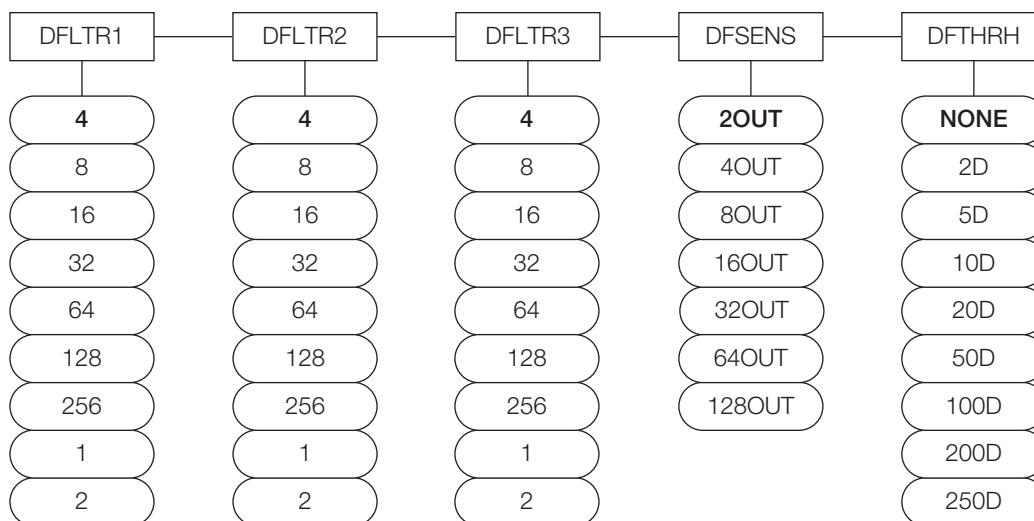 DFLTR1 DFLTR2 DFLTR3 DFSENS DFTHRH
4 4 4 2OUT NONE
8 8 8 4OUT 2D
16 16 16 8OUT 5D
32 32 32 16OUT 10D
64 64 64 32OUT 20D
128 128 128 64OUT 50D
256 256 256 128OUT 100D
1 1 1 200D
2 2 2 250D